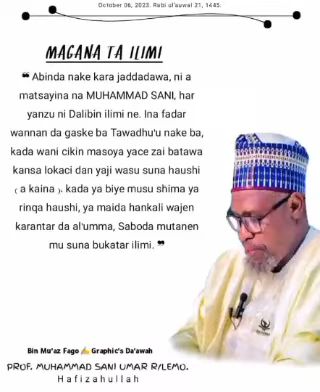 October 06, 2023. Rabi ul'auwal 21, 1445.
MAGANA TA ILIMI
❝ Abinda nake kara jaddadawa, ni a
matsayina na MUHAMMAD SANI, har
yanzu ni Dalibin ilimi ne. Ina fadar
wannan da gaske ba Tawadhu'u nake ba,
kada wani cikin masoya yace zai batawa
kansa lokaci dan yaji wasu suna haushi
( a kaina ). kada ya biye musu shima ya
rinqa haushi, ya maida hankali wajen
karantar da al'umma, Saboda mutanen
mu suna bukatar ilimi. ❞
Bin Mu'az Fago ✍️ Graphic's Da'awah
PROF. MUHAMMAD SANI UMAR R/LEMO.
Hafizahullah